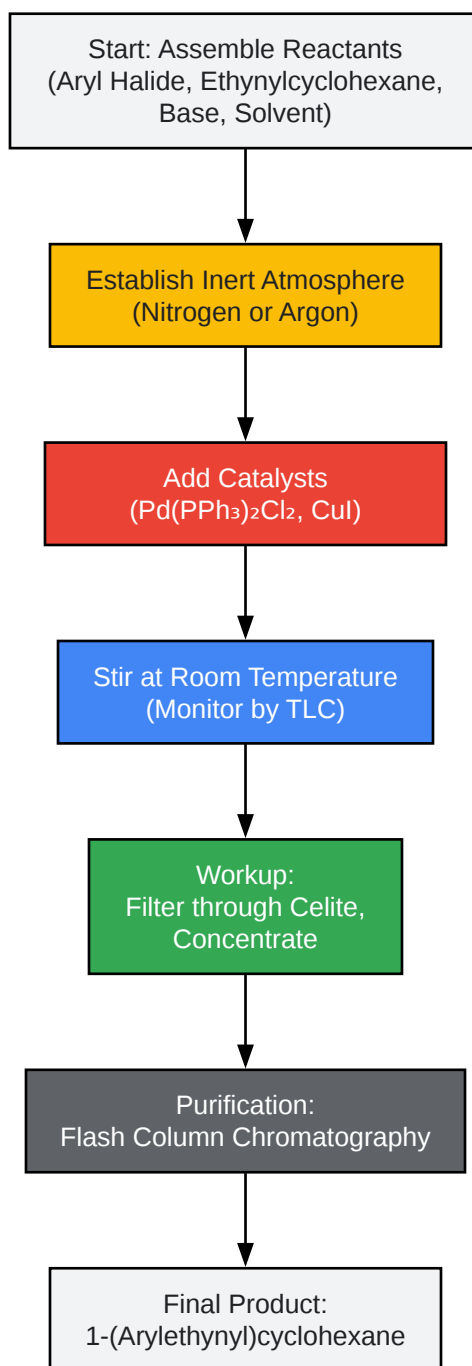 Start: Assemble Reactants
(Aryl Halide, Ethynylcyclohexane,
Base, Solvent)
Establish Inert Atmosphere
(Nitrogen or Argon)
Add Catalysts
(Pd(PPh₃)₂Cl₂, CuI)
Stir at Room Temperature
(Monitor by TLC)
Workup:
Filter through Celite,
Concentrate
Purification:
Flash Column Chromatography
Final Product:
1-(Arylethynyl)cyclohexane